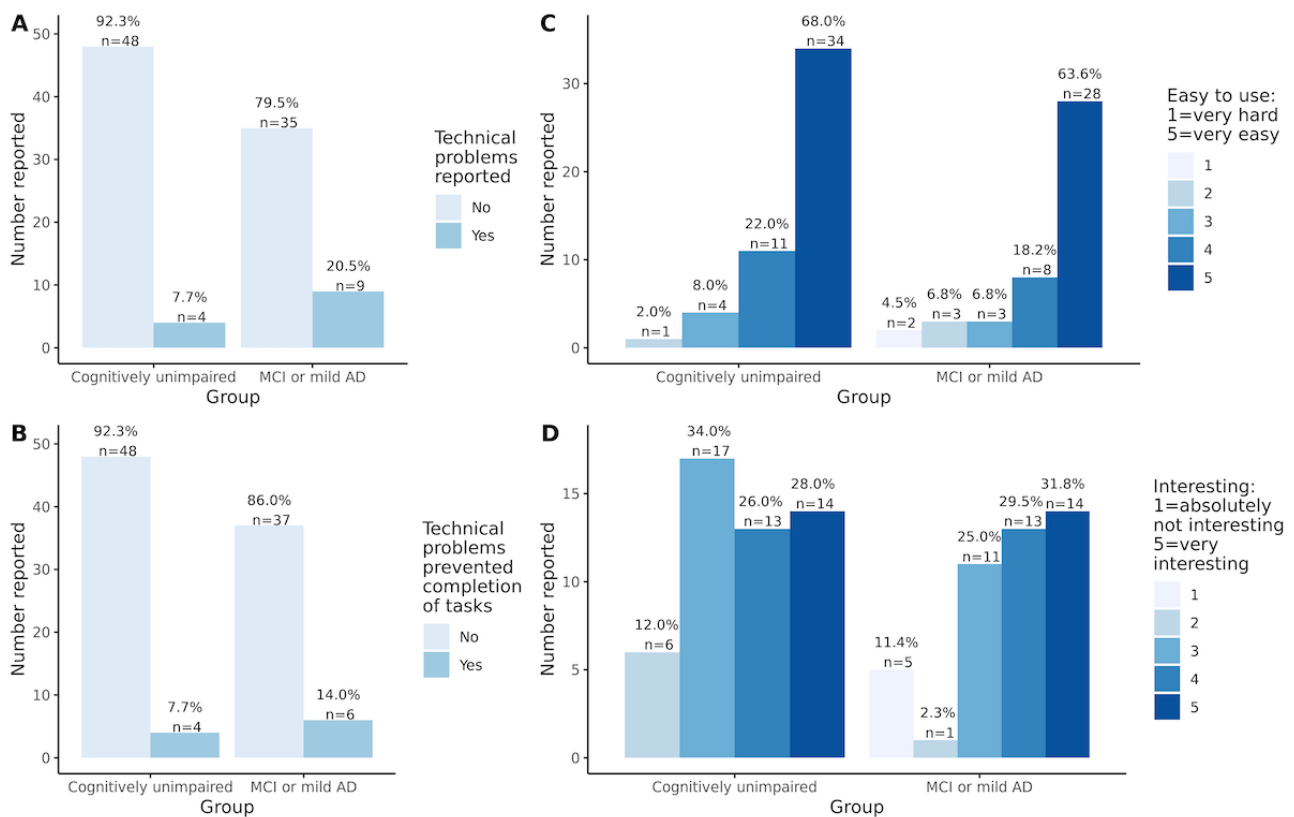 A
Number reported
50
40
30
20
10
0
92.3%
n=48
7.7%
n=4
79.5%
n=35
20.5%
n=9
Cognitively unimpaired
MCI or mild AD
Group
Technical
problems
reported
No
Yes
B
Number reported
50
40
30
20
10
0
92.3%
n=48
7.7%
n=4
86.0%
n=37
14.0%
n=6
Cognitively unimpaired
MCI or mild AD
Group
Technical
problems
prevented
completion
of tasks
No
Yes
C
Number reported
30
20
10
0
2.0%
n=1
8.0%
n=4
22.0%
n=11
68.0%
n=34
4.5%
n=2
6.8%
n=3
6.8%
n=3
18.2%
n=8
63.6%
n=28
Cognitively unimpaired
MCI or mild AD
Group
Easy to use:
1=very hard
5=very easy
1
2
3
4
5
D
Number reported
15
10
5
0
12.0%
n=6
34.0%
n=17
26.0%
n=13
28.0%
n=14
11.4%
n=5
2.3%
n=1
25.0%
n=11
29.5%
n=13
31.8%
n=14
Cognitively unimpaired
MCI or mild AD
Group
Interesting:
1=absolutely
not interesting
5=very
interesting
1
2
3
4
5